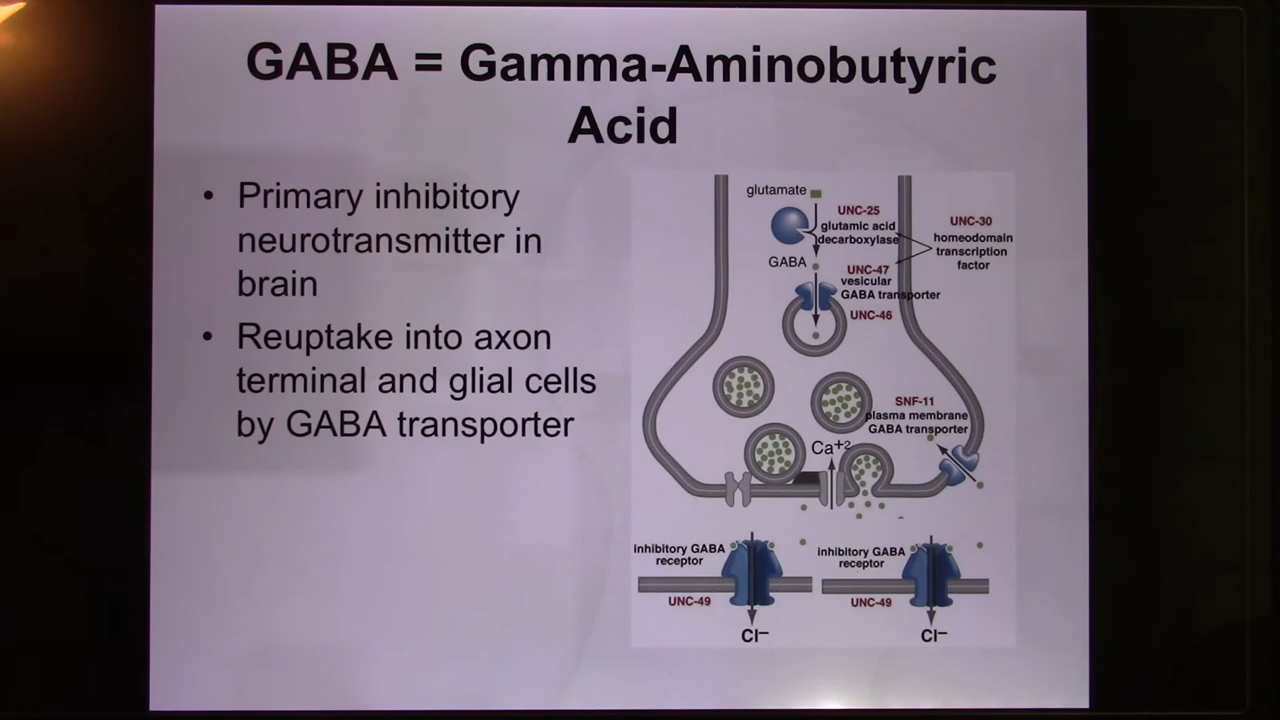 GABA = Gamma-Aminobutyric
Acid
• Primary inhibitory
neurotransmitter in
brain
• Reuptake into axon
terminal and glial cells
by GABA transporter
glutamate
UNC-25
glutamic acid
decarboxylase
UNC-30
homeodomain
transcription
factor
GABA
UNC-47
vesicular
GABA transporter
UNC-46
SNF-11
plasma membrane
GABA transporter
Ca+2
inhibitory GABA
receptor
UNC-49
Cl–
inhibitory GABA
receptor
UNC-49
Cl–